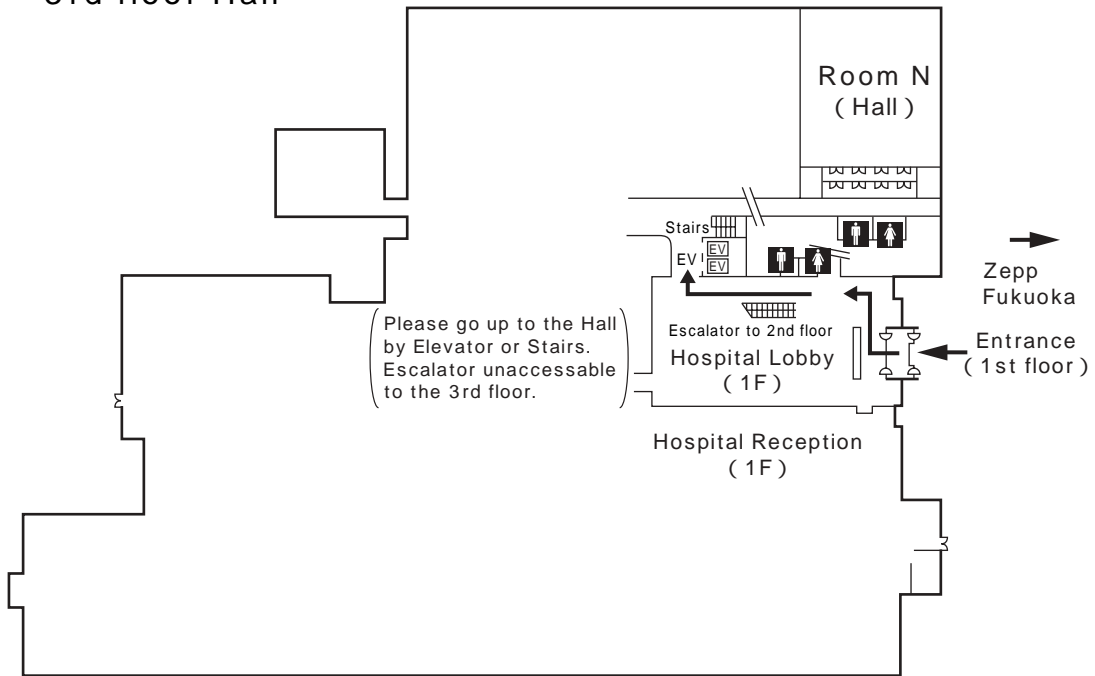 3rd floor Hall
Room N
( Hall )
Stairs
EV
EV
EV
Zepp
Fukuoka
Please go up to the Hall
by Elevator or Stairs.
Escalator unaccessable
to the 3rd floor.
Escalator to 2nd floor
Hospital Lobby
( 1F )
Entrance
( 1st floor )
Hospital Reception
( 1F )